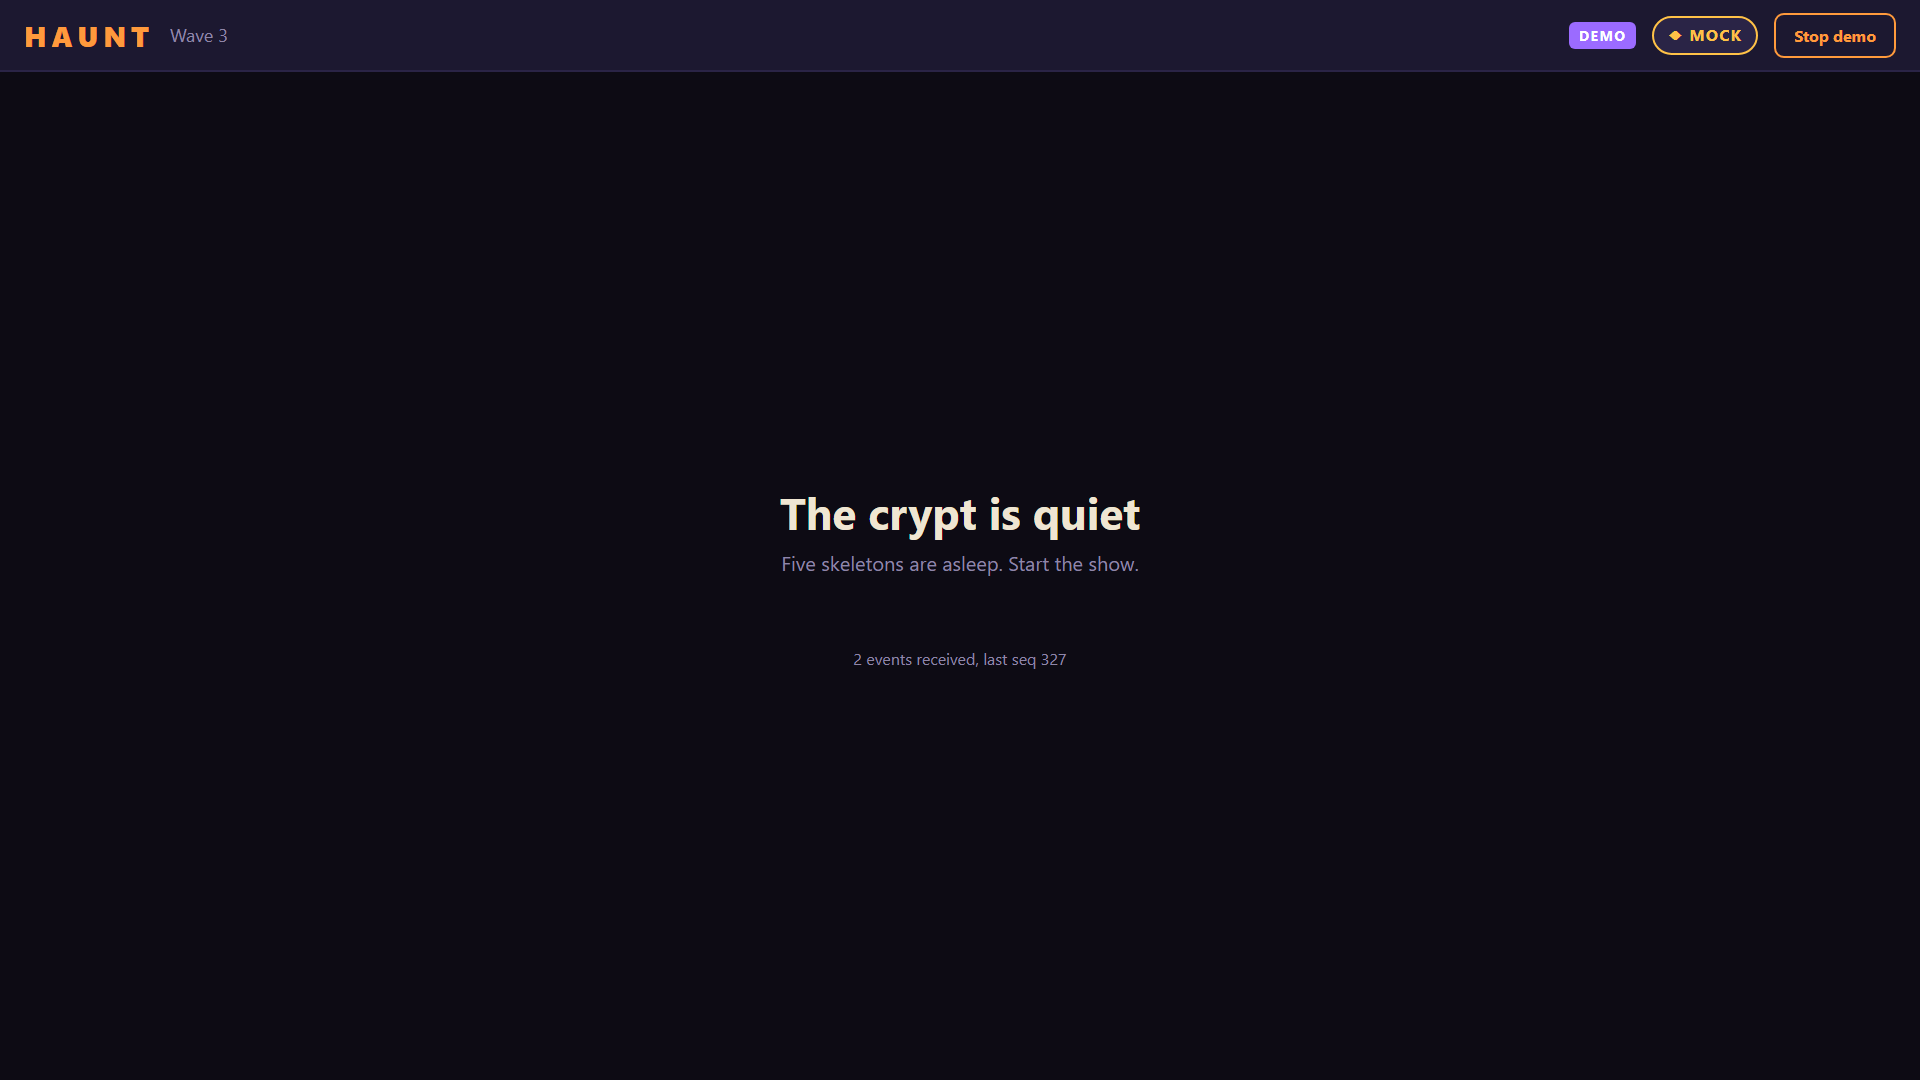 HAUNT Wave 3 DEMO MOCK Stop demo
The crypt is quiet
Five skeletons are asleep. Start the show.
2 events received, last seq 327